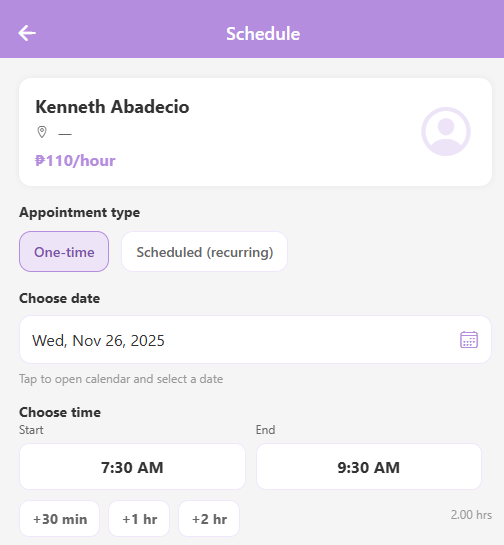 Schedule
Kenneth Abadecio
—
₱110/hour
Appointment type
One-time
Scheduled (recurring)
Choose date
Wed, Nov 26, 2025
Tap to open calendar and select a date
Choose time
Start
End
7:30 AM
9:30 AM
+30 min
+1 hr
+2 hr
2.00 hrs